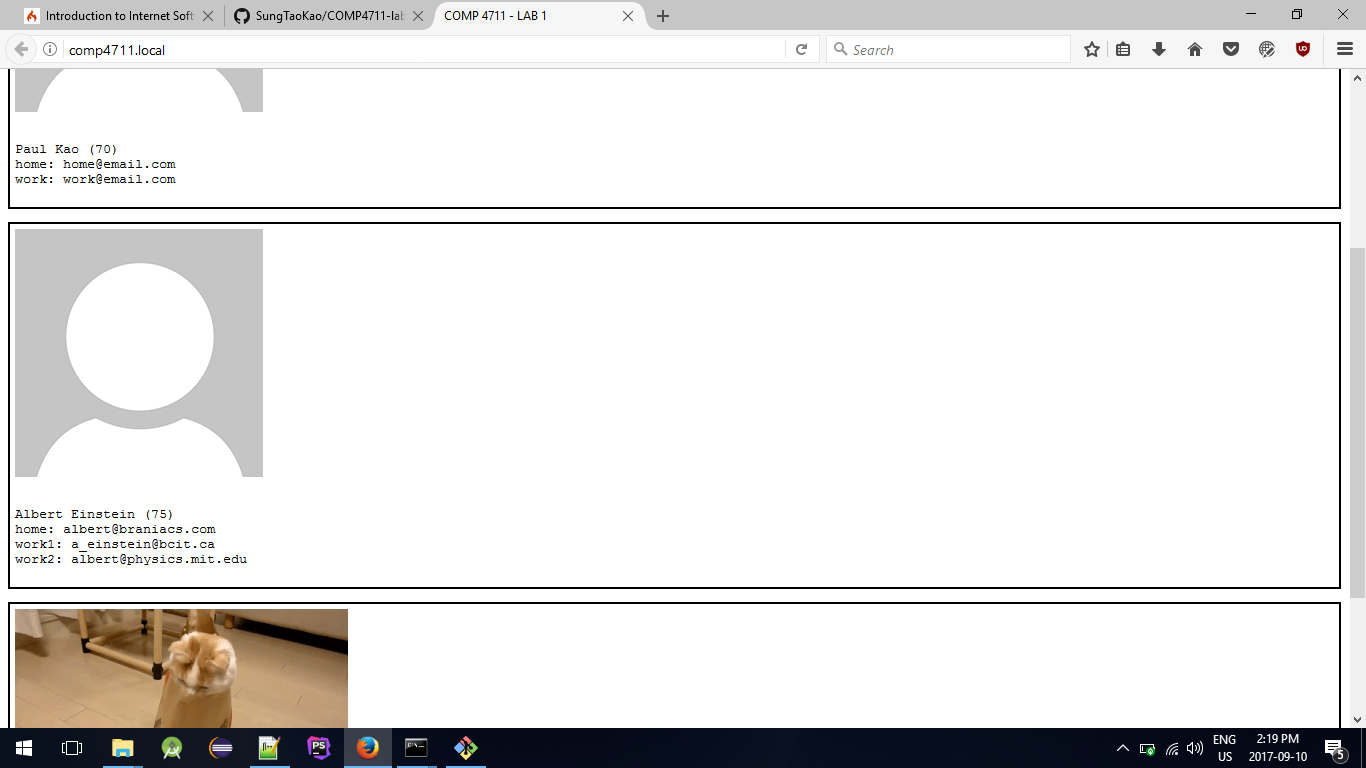 Introduction to Internet Soft
SungTaoKao/COMP4711-lab
COMP 4711 - LAB 1
comp4711.local
Search
Paul Kao (70)
home: home@email.com
work: work@email.com
Albert Einstein (75)
home: albert@braniacs.com
work1: a_einstein@bcit.ca
work2: albert@physics.mit.edu
PS
ENG
US
2:19 PM
2017-09-10
5